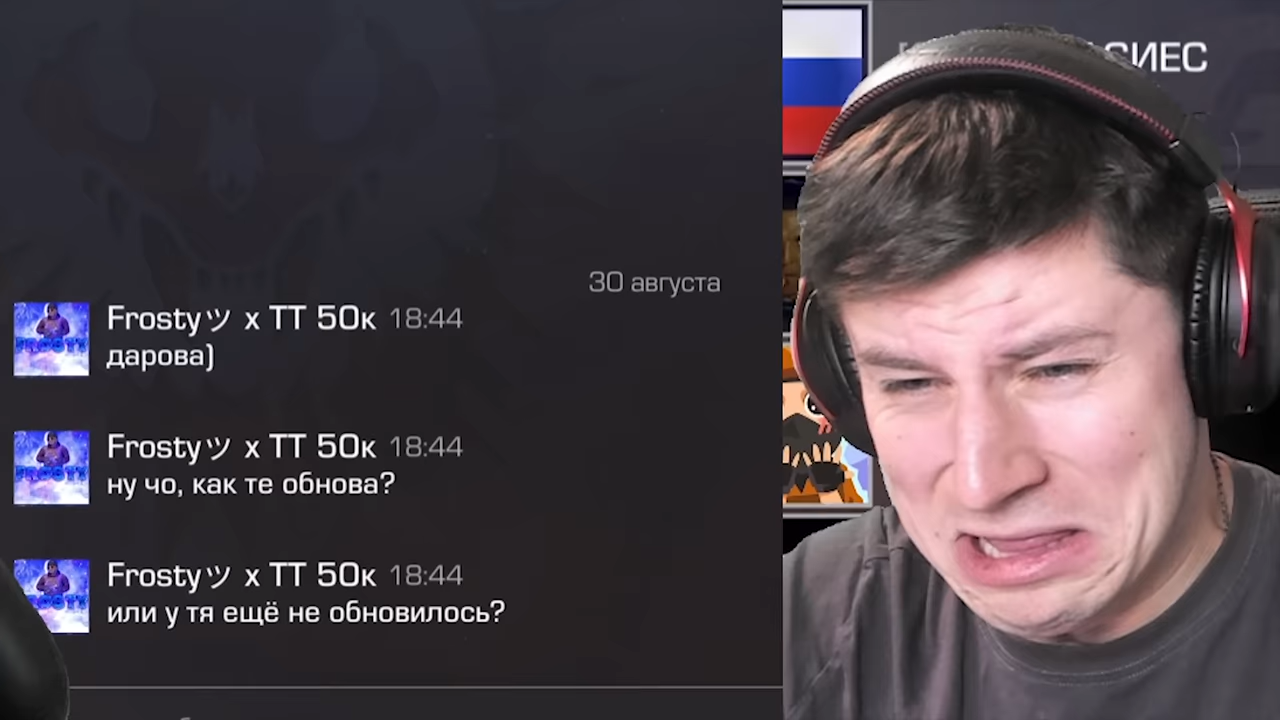 СИЕС
30 августа
Frostyツ x TT 50к 18:44
дарова)
Frostyツ x TT 50к 18:44
ну чо, как те обнова?
Frostyツ x TT 50к 18:44
или у тя ещё не обновилось?